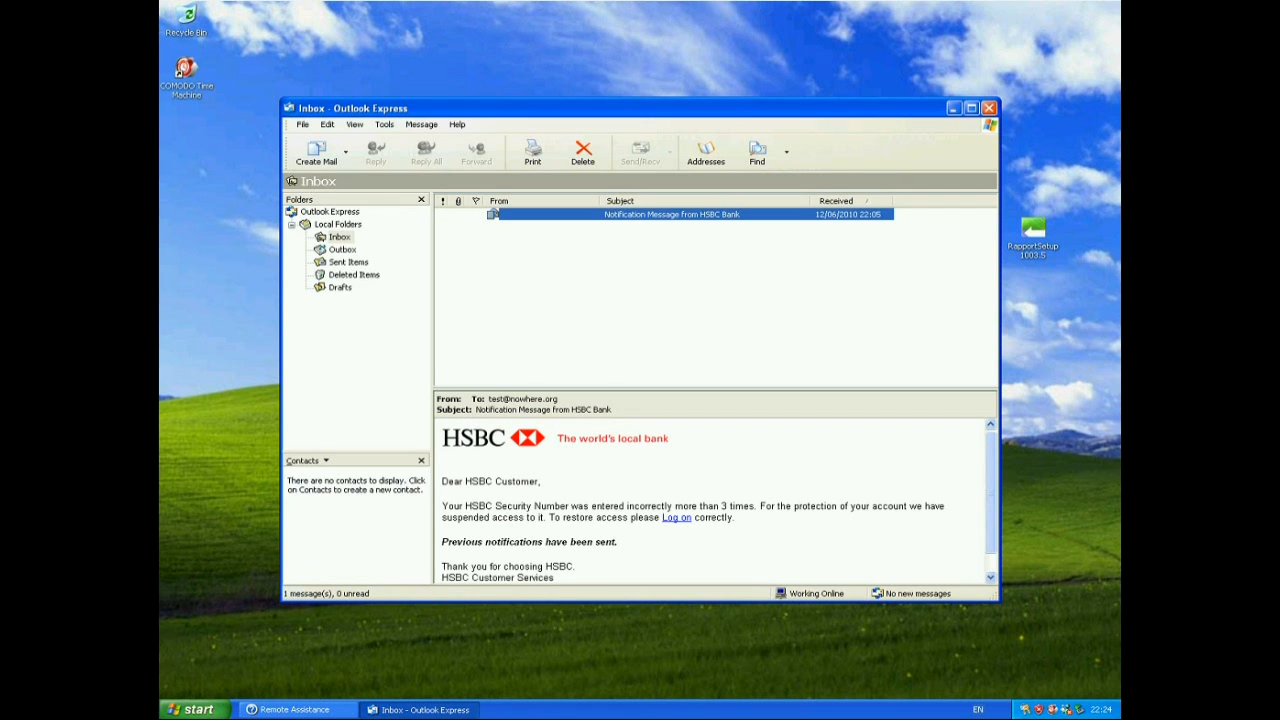 Recycle Bin
COMODO Time
Machine
Inbox - Outlook Express
File Edit View Tools Message Help
Create Mail Reply Reply All Forward Print Delete Send/Recv Addresses Find
Inbox
Folders
Outlook Express
Local Folders
Inbox
Outbox
Sent Items
Deleted Items
Drafts
Contacts
There are no contacts to display. Click
on Contacts to create a new contact.
! From Subject Received
Notification Message from HSBC Bank 12/06/2010 22:05
From: To: test@nowhere.org
Subject: Notification Message from HSBC Bank
HSBC The world's local bank
Dear HSBC Customer,
Your HSBC Security Number was entered incorrectly more than 3 times. For the protection of your account we have
suspended access to it. To restore access please Log on correctly.
Previous notifications have been sent.
Thank you for choosing HSBC.
HSBC Customer Services
1 message(s), 0 unread Working Online No new messages
RapportSetup
1003.5
start Remote Assistance Inbox - Outlook Express EN 22:24